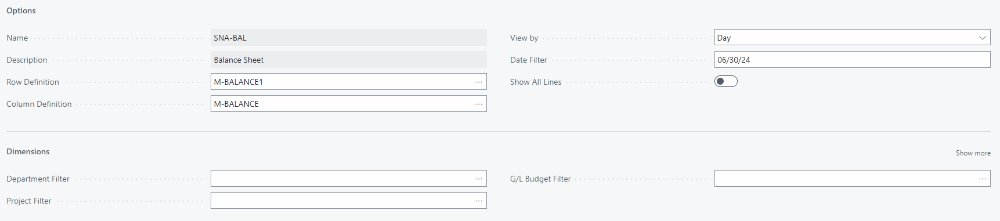 Options
Name SNA-BAL
Description Balance Sheet
Row Definition M-BALANCE1 ...
Column Definition M-BALANCE ...
View by Day
Date Filter 06/30/24
Show All Lines
Dimensions
Show more
Department Filter ...
Project Filter ...
G/L Budget Filter ...